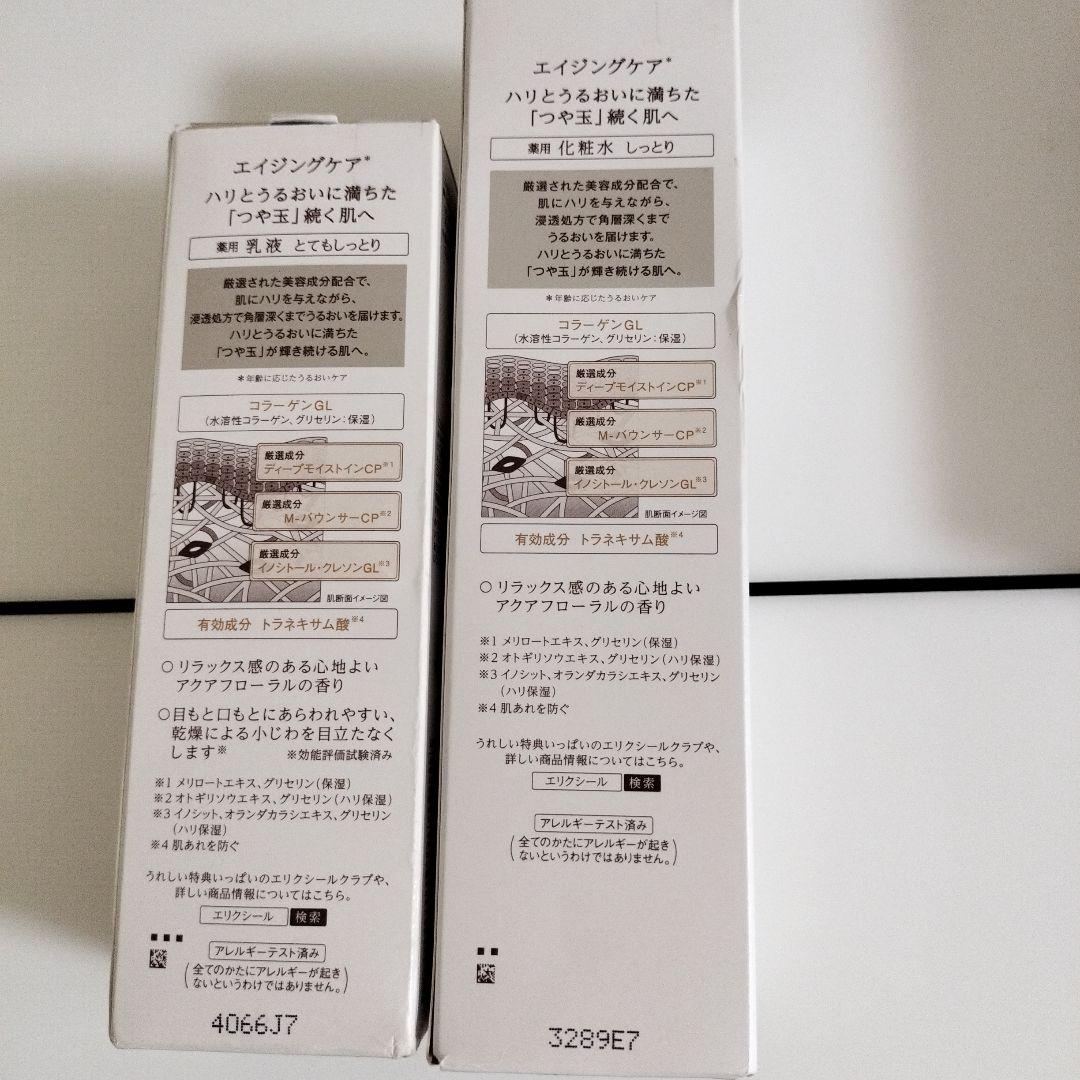 エイジングケア*
ハリとうるおいに満ちた
「つや玉」続く肌へ
薬用 乳液 とてもしっとり
厳選された美容成分配合で、
肌にハリを与えながら、
浸透処方で角層深くまでうるおいを届けます。
ハリとうるおいに満ちた
「つや玉」が輝き続ける肌へ。
*年齢に応じたうるおいケア
コラーゲンGL
(水溶性コラーゲン、グリセリン:保湿)
厳選成分
ディープモイストインCP※1
厳選成分
M-バウンサーCP※2
厳選成分
イノシトール・クレソンGL※3
肌断面イメージ図
有効成分 トラネキサム酸※4
○リラックス感のある心地よい
アクアフローラルの香り
○目もと口もとにあらわれやすい、
乾燥による小じわを目立たなく
します※ ※効能評価試験済み
※1 メリロートエキス、グリセリン(保湿)
※2 オトギリソウエキス、グリセリン(ハリ保湿)
※3 イノシット、オランダカラシエキス、グリセリン
(ハリ保湿)
※4 肌あれを防ぐ
うれしい特典いっぱいのエリクシールクラブや、
詳しい商品情報についてはこちら。
エリクシール 検索
アレルギーテスト済み
(全てのかたにアレルギーが起き
ないというわけではありません。)
4066J7
エイジングケア*
ハリとうるおいに満ちた
「つや玉」続く肌へ
薬用 化粧水 しっとり
厳選された美容成分配合で、
肌にハリを与えながら、
浸透処方で角層深くまで
うるおいを届けます。
ハリとうるおいに満ちた
「つや玉」が輝き続ける肌へ。
*年齢に応じたうるおいケア
コラーゲンGL
(水溶性コラーゲン、グリセリン:保湿)
厳選成分
ディープモイストインCP※1
厳選成分
M-バウンサーCP※2
厳選成分
イノシトール・クレソンGL※3
肌断面イメージ図
有効成分 トラネキサム酸※4
○リラックス感のある心地よい
アクアフローラルの香り
※1 メリロートエキス、グリセリン(保湿)
※2 オトギリソウエキス、グリセリン(ハリ保湿)
※3 イノシット、オランダカラシエキス、グリセリン
(ハリ保湿)
※4 肌あれを防ぐ
うれしい特典いっぱいのエリクシールクラブや、
詳しい商品情報についてはこちら。
エリクシール 検索
アレルギーテスト済み
(全てのかたにアレルギーが起き
ないというわけではありません。)
3289E7